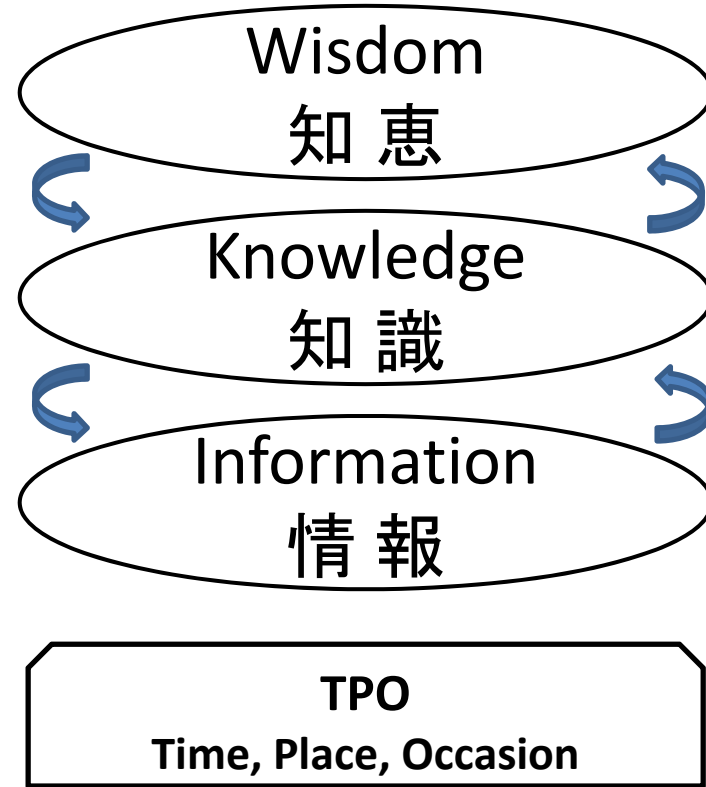 Wisdom
知 恵
Knowledge
知 識
Information
情 報
TPO
Time, Place, Occasion